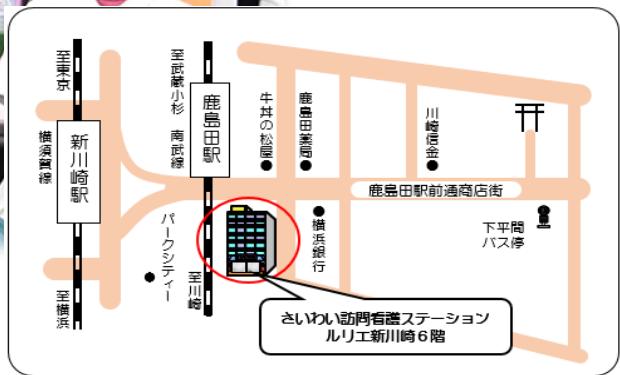 至東京
横須賀線
新川崎駅
至横浜
至武蔵小杉
南武線
鹿島田駅
至川崎
パークシティー
牛丼の松屋
鹿島田薬局
川崎信金
鹿島田駅前通商店街
横浜銀行
下平間
バス停
さいわい訪問看護ステーション
ルリエ新川崎6階